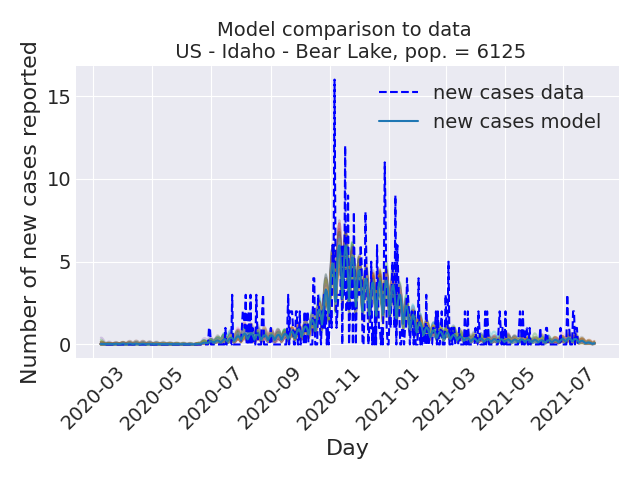 Model comparison to data
US - Idaho - Bear Lake, pop. = 6125
Number of new cases reported
15
10
5
0
new cases data
new cases model
2020-03
2020-05
2020-07
2020-09
2020-11
2021-01
2021-03
2021-05
2021-07
Day